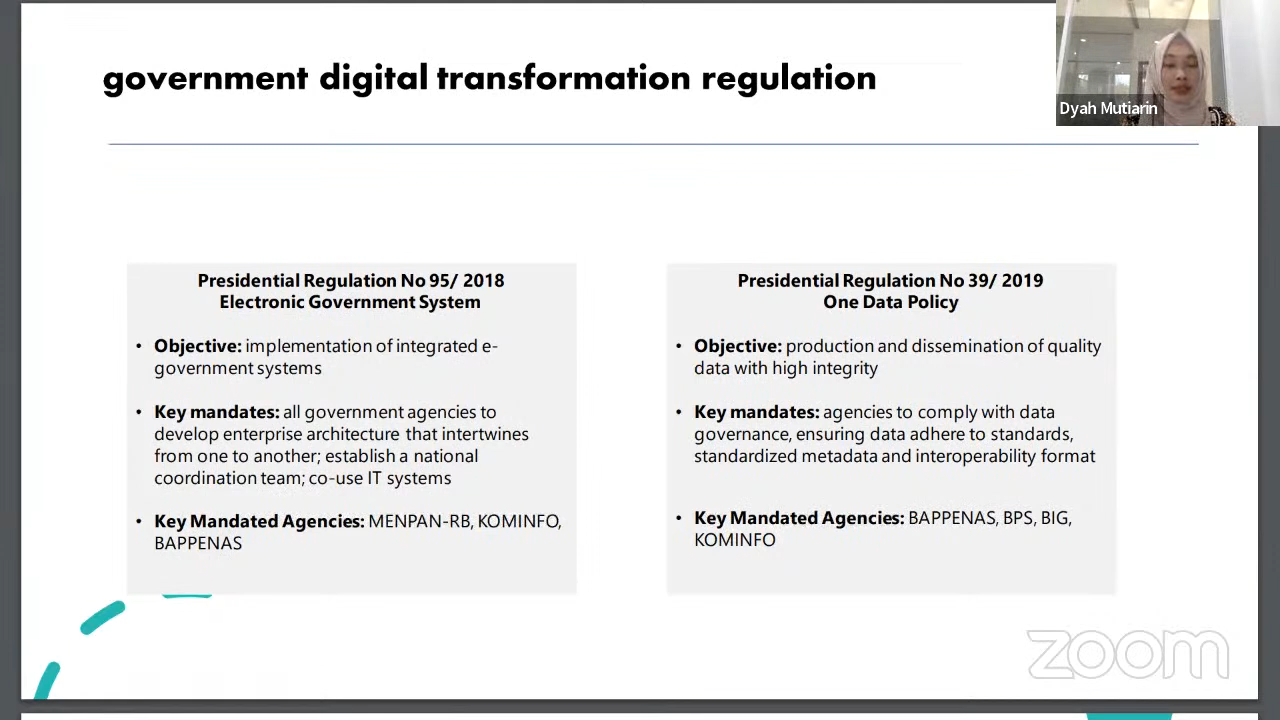 government digital transformation regulation
Dyah Mutiarin
Presidential Regulation No 95/ 2018
Electronic Government System
• Objective: implementation of integrated e-
government systems
• Key mandates: all government agencies to
develop enterprise architecture that intertwines
from one to another; establish a national
coordination team; co-use IT systems
• Key Mandated Agencies: MENPAN-RB, KOMINFO,
BAPPENAS
Presidential Regulation No 39/ 2019
One Data Policy
• Objective: production and dissemination of quality
data with high integrity
• Key mandates: agencies to comply with data
governance, ensuring data adhere to standards,
standardized metadata and interoperability format
• Key Mandated Agencies: BAPPENAS, BPS, BIG,
KOMINFO
zoom